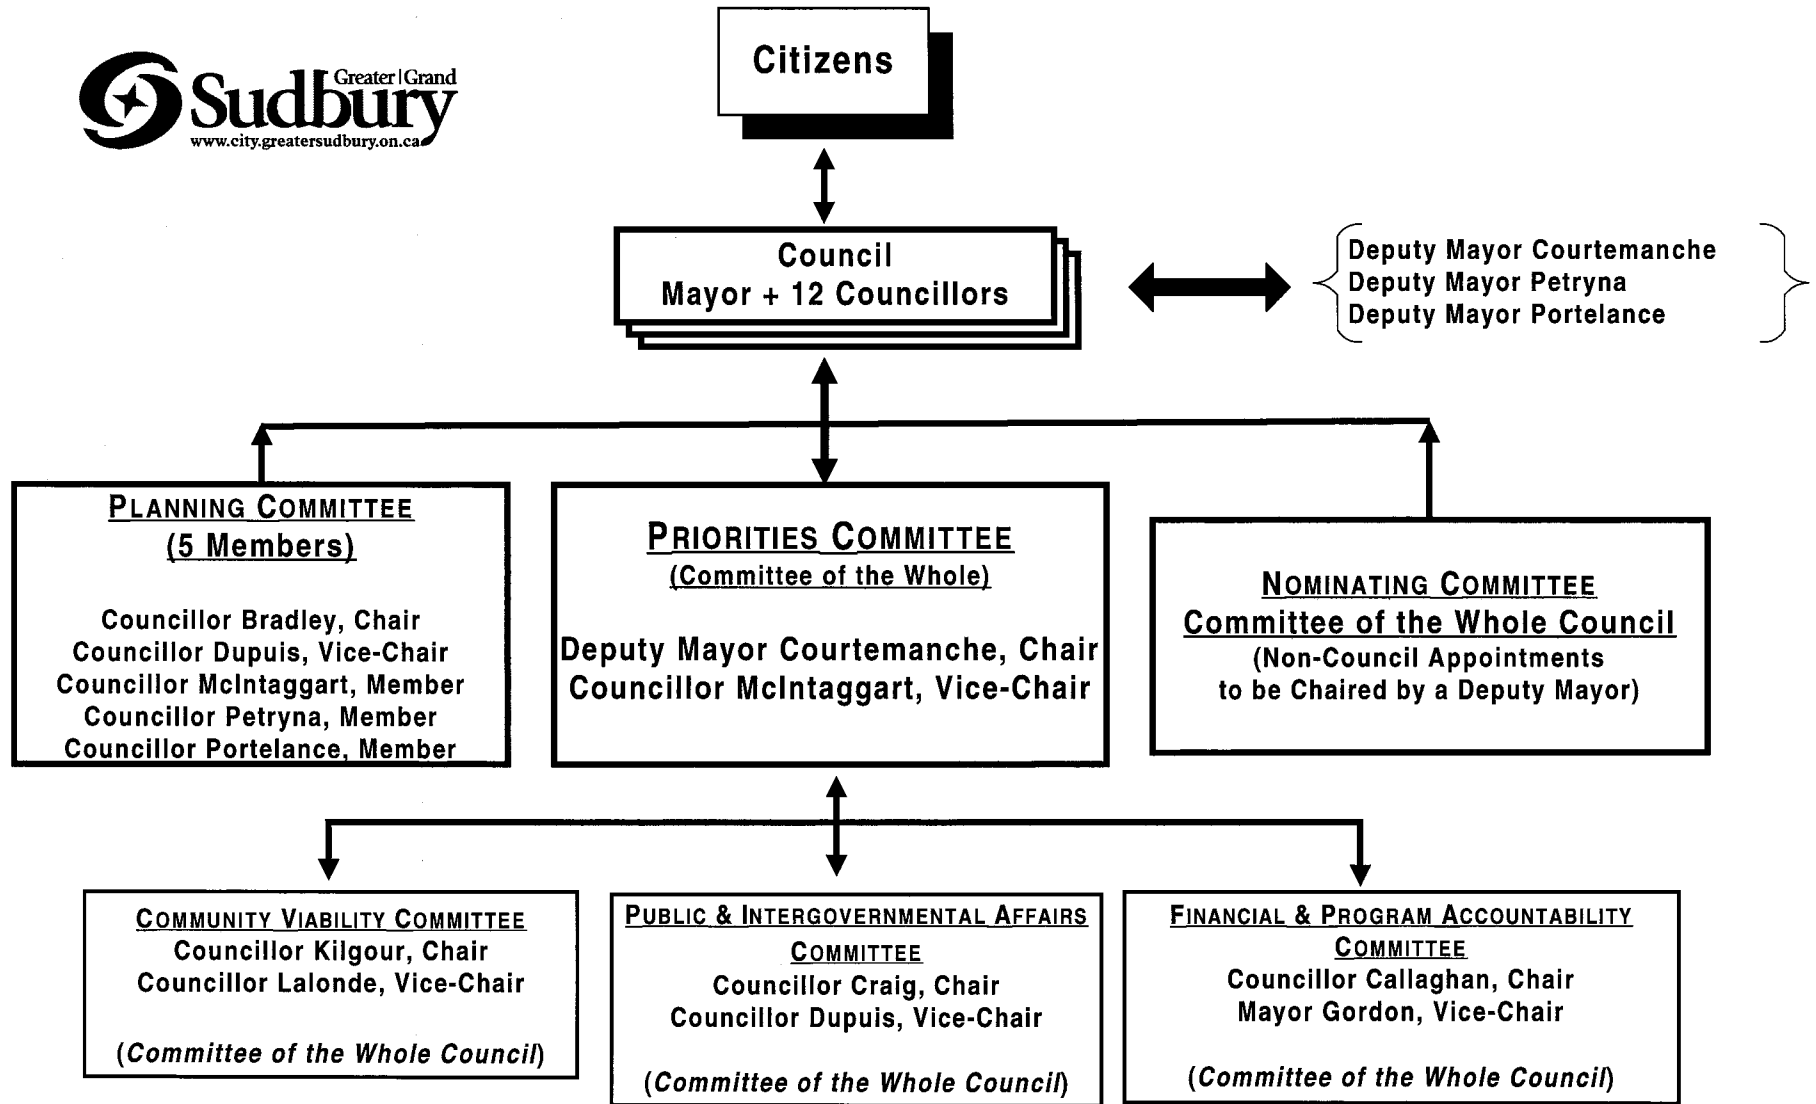 Greater|Grand
Sudbury
www.city.greatersudbury.on.ca
Citizens
Council
Mayor + 12 Councillors
Deputy Mayor Courtemanche
Deputy Mayor Petryna
Deputy Mayor Portelance
PLANNING COMMITTEE
(5 Members)
Councillor Bradley, Chair
Councillor Dupuis, Vice-Chair
Councillor McIntaggart, Member
Councillor Petryna, Member
Councillor Portelance, Member
PRIORITIES COMMITTEE
(Committee of the Whole)
Deputy Mayor Courtemanche, Chair
Councillor McIntaggart, Vice-Chair
NOMINATING COMMITTEE
Committee of the Whole Council
(Non-Council Appointments
to be Chaired by a Deputy Mayor)
COMMUNITY VIABILITY COMMITTEE
Councillor Kilgour, Chair
Councillor Lalonde, Vice-Chair
(Committee of the Whole Council)
PUBLIC & INTERGOVERNMENTAL AFFAIRS
COMMITTEE
Councillor Craig, Chair
Councillor Dupuis, Vice-Chair
(Committee of the Whole Council)
FINANCIAL & PROGRAM ACCOUNTABILITY
COMMITTEE
Councillor Callaghan, Chair
Mayor Gordon, Vice-Chair
(Committee of the Whole Council)